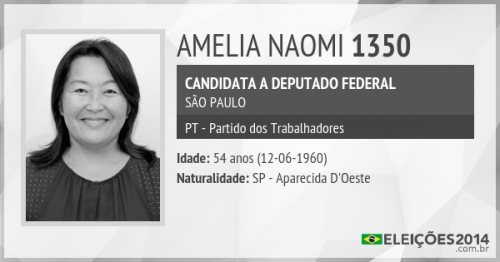 AMELIA NAOMI 1350
CANDIDATA A DEPUTADO FEDERAL
SÃO PAULO
PT - Partido dos Trabalhadores
Idade: 54 anos (12-06-1960)
Naturalidade: SP - Aparecida D'Oeste
ELEIÇÕES2014
.com.br